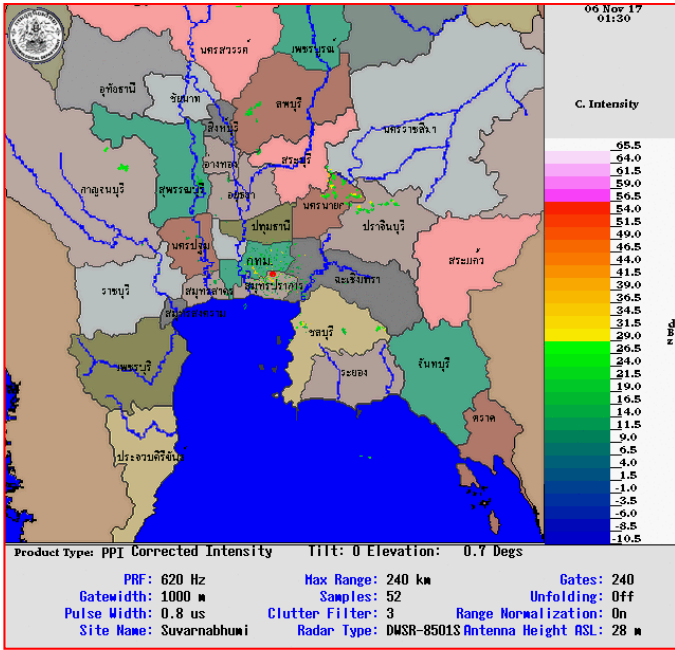 06 Nov 17
01:30
C. Intensity
นครสวรรค์
เพชรบูรณ์
อุทัยธานี
ชัยนาท
ลพบุรี
สิงห์บุรี
นครราชสีมา
อ่างทอง
สระบุรี
กาญจนบุรี
สุพรรณบุรี
อยุธยา
นครนายก
ปราจีนบุรี
ปทุมธานี
นครปฐม
กทม.
สระแก้ว
ราชบุรี
สมุทรสาคร
สมุทรปราการ
ฉะเชิงเทรา
สมุทรสงคราม
ชลบุรี
เพชรบุรี
ระยอง
จันทบุรี
ตราด
ประจวบคีรีขันธ์
65.5
64.0
61.5
59.0
56.5
54.0
51.5
49.0
46.5
44.0
41.5
39.0
36.5
34.0
31.5
29.0
26.5
24.0
21.5
19.0
16.5
14.0
11.5
9.0
6.5
4.0
1.5
-1.0
-3.5
-6.0
-8.5
-10.5
Product Type: PPI Corrected Intensity Tilt: 0 Elevation: 0.7 Degs
PRF: 620 Hz Max Range: 240 km Gates: 240
Gatewidth: 1000 m Samples: 52 Unfolding: Off
Pulse Width: 0.8 us Clutter Filter: 3 Range Normalization: On
Site Name: Suvarnabhumi Radar Type: DWSR-8501S Antenna Height ASL: 28 m